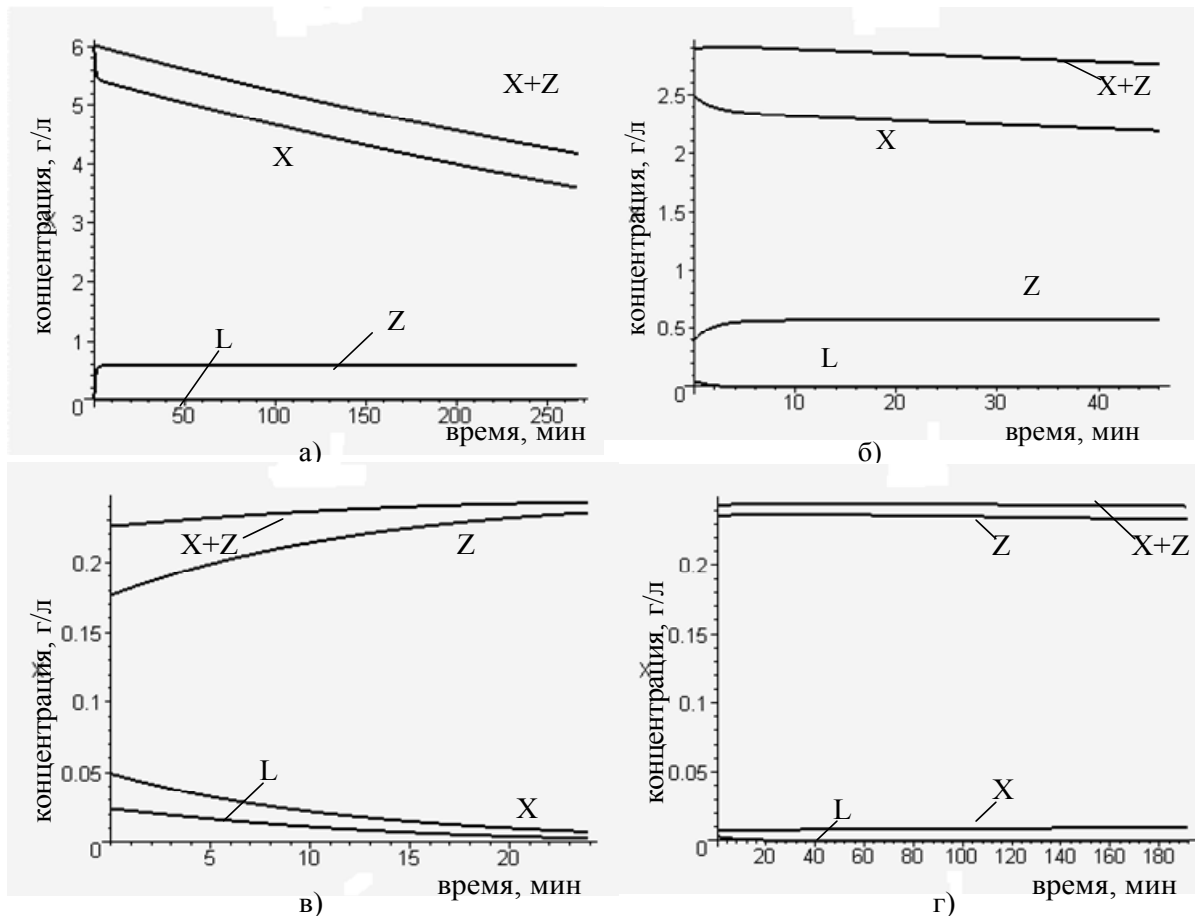 концентрация, г/л
X
6
5
4
3
2
1
0
50
100
150
200
250
X+Z
X
L
Z
время, мин
а)
концентрация, г/л
X
2.5
2
1.5
1
0.5
0
10
20
30
40
X+Z
X
Z
L
время, мин
б)
концентрация, г/л
X
0.2
0.15
0.1
0.05
0
5
10
15
20
X+Z
Z
L
X
время, мин
в)
концентрация, г/л
X
0.2
0.15
0.1
0.05
0
20
40
60
80
100
120
140
160
180
Z
X+Z
L
X
время, мин
г)